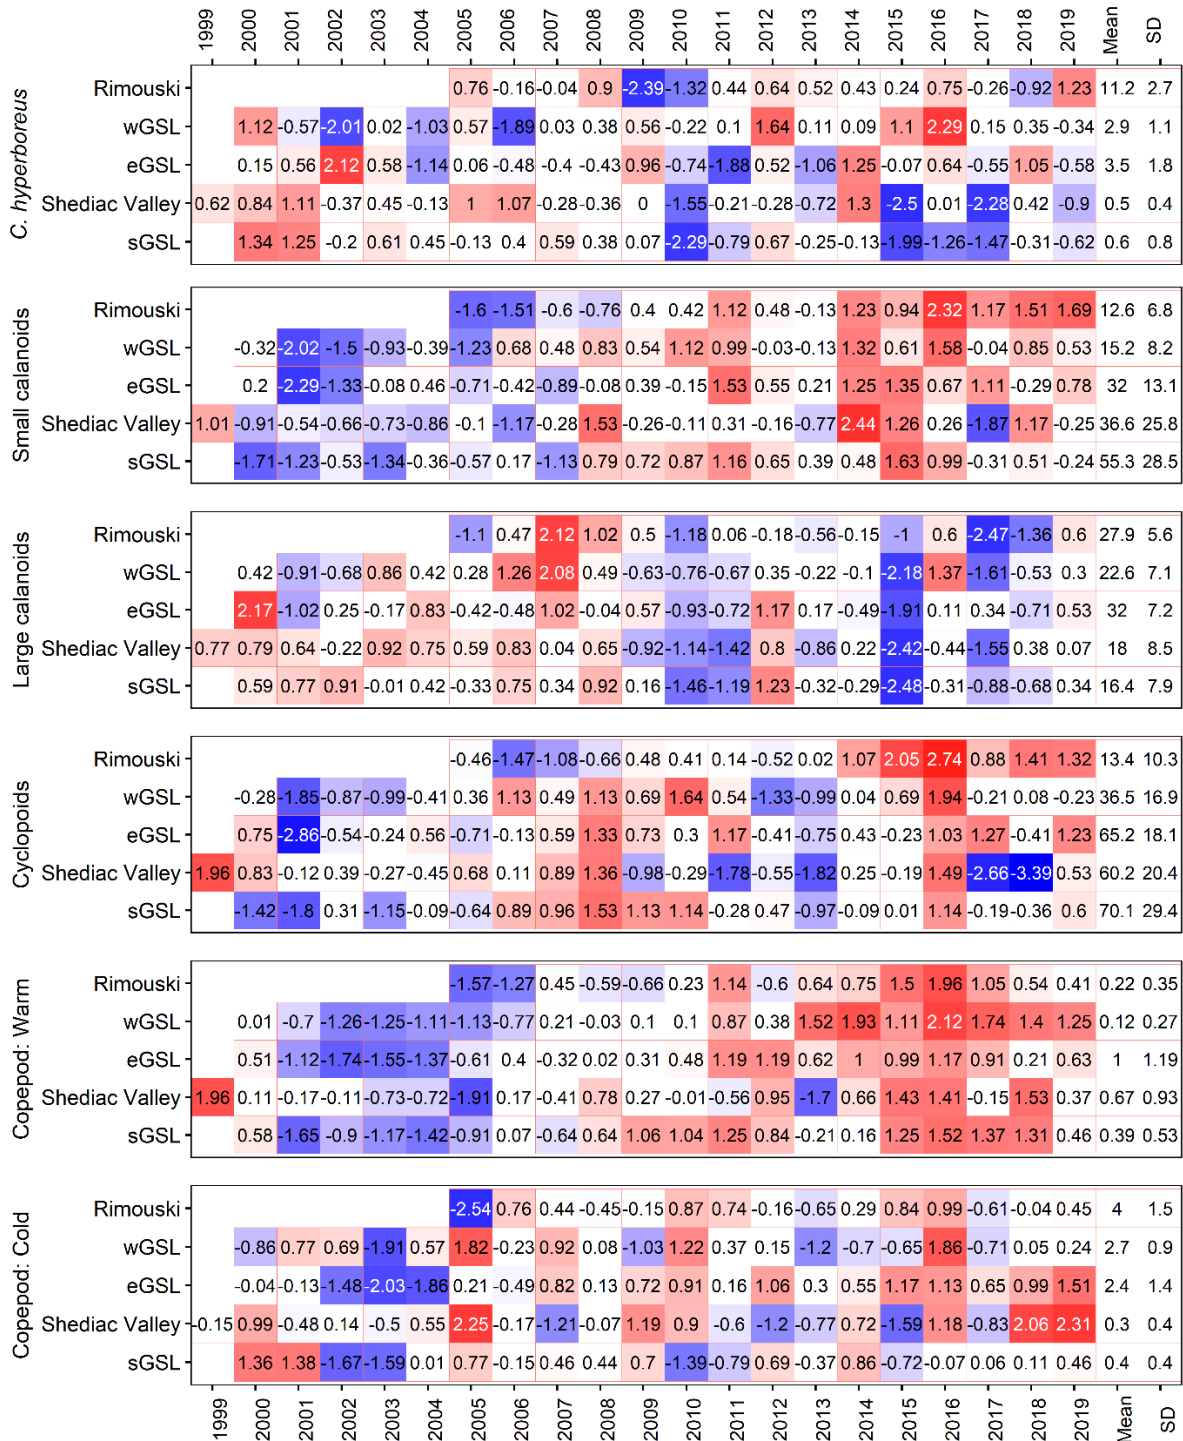 1999 2000 2001 2002 2003 2004 2005 2006 2007 2008 2009 2010 2011 2012 2013 2014 2015 2016 2017 2018 2019 Mean SD
C. hyperboreus
Rimouski 0.76 -0.16 -0.04 0.9 -2.39 -1.32 0.44 0.64 0.52 0.43 0.24 0.75 -0.26 -0.92 1.23 11.2 2.7
wGSL 1.12 -0.57 -2.01 0.02 -1.03 0.57 -1.89 0.03 0.38 0.56 -0.22 0.1 1.64 0.11 0.09 1.1 2.29 0.15 0.35 -0.34 2.9 1.1
eGSL 0.15 0.56 2.12 0.58 -1.14 0.06 -0.48 -0.4 -0.43 0.96 -0.74 -1.88 0.52 -1.06 1.25 -0.07 0.64 -0.55 1.05 -0.58 3.5 1.8
Shediac Valley 0.62 0.84 1.11 -0.37 0.45 -0.13 1 1.07 -0.28 -0.36 0 -1.55 -0.21 -0.28 -0.72 1.3 -2.5 0.01 -2.28 0.42 -0.9 0.5 0.4
sGSL 1.34 1.25 -0.2 0.61 0.45 -0.13 0.4 0.59 0.38 0.07 -2.29 -0.79 0.67 -0.25 -0.13 -1.99 -1.26 -1.47 -0.31 -0.62 0.6 0.8
Small calanoids
Rimouski -1.6 -1.51 -0.6 -0.76 0.4 0.42 1.12 0.48 -0.13 1.23 0.94 2.32 1.17 1.51 1.69 12.6 6.8
wGSL -0.32 -2.02 -1.5 -0.93 -0.39 -1.23 0.68 0.48 0.83 0.54 1.12 0.99 -0.03 -0.13 1.32 0.61 1.58 -0.04 0.85 0.53 15.2 8.2
eGSL 0.2 -2.29 -1.33 -0.08 0.46 -0.71 -0.42 -0.89 -0.08 0.39 -0.15 1.53 0.55 0.21 1.25 1.35 0.67 1.11 -0.29 0.78 32 13.1
Shediac Valley 1.01 -0.91 -0.54 -0.66 -0.73 -0.86 -0.1 -1.17 -0.28 1.53 -0.26 -0.11 0.31 -0.16 -0.77 2.44 1.26 0.26 -1.87 1.17 -0.25 36.6 25.8
sGSL -1.71 -1.23 -0.53 -1.34 -0.36 -0.57 0.17 -1.13 0.79 0.72 0.87 1.16 0.65 0.39 0.48 1.63 0.99 -0.31 0.51 -0.24 55.3 28.5
Large calanoids
Rimouski -1.1 0.47 2.12 1.02 0.5 -1.18 0.06 -0.18 -0.56 -0.15 -1 0.6 -2.47 -1.36 0.6 27.9 5.6
wGSL 0.42 -0.91 -0.68 0.86 0.42 0.28 1.26 2.08 0.49 -0.63 -0.76 -0.67 0.35 -0.22 -0.1 -2.18 1.37 -1.61 -0.53 0.3 22.6 7.1
eGSL 2.17 -1.02 0.25 -0.17 0.83 -0.42 -0.48 1.02 -0.04 0.57 -0.93 -0.72 1.17 0.17 -0.49 -1.91 0.11 0.34 -0.71 0.53 32 7.2
Shediac Valley 0.77 0.79 0.64 -0.22 0.92 0.75 0.59 0.83 0.04 0.65 -0.92 -1.14 -1.42 0.8 -0.86 0.22 -2.42 -0.44 -1.55 0.38 0.07 18 8.5
sGSL 0.59 0.77 0.91 -0.01 0.42 -0.33 0.75 0.34 0.92 0.16 -1.46 -1.19 1.23 -0.32 -0.29 -2.48 -0.31 -0.88 -0.68 0.34 16.4 7.9
Cyclopoids
Rimouski -0.46 -1.47 -1.08 -0.66 0.48 0.41 0.14 -0.52 0.02 1.07 2.05 2.74 0.88 1.41 1.32 13.4 10.3
wGSL -0.28 -1.85 -0.87 -0.99 -0.41 0.36 1.13 0.49 1.13 0.69 1.64 0.54 -1.33 -0.99 0.04 0.69 1.94 -0.21 0.08 -0.23 36.5 16.9
eGSL 0.75 -2.86 -0.54 -0.24 0.56 -0.71 -0.13 0.59 1.33 0.73 0.3 1.17 -0.41 -0.75 0.43 -0.23 1.03 1.27 -0.41 1.23 65.2 18.1
Shediac Valley 1.96 0.83 -0.12 0.39 -0.27 -0.45 0.68 0.11 0.89 1.36 -0.98 -0.29 -1.78 -0.55 -1.82 0.25 -0.19 1.49 -2.66 -3.39 0.53 60.2 20.4
sGSL -1.42 -1.8 0.31 -1.15 -0.09 -0.64 0.89 0.96 1.53 1.13 1.14 -0.28 0.47 -0.97 -0.09 0.01 1.14 -0.19 -0.36 0.6 70.1 29.4
Copepod: Warm
Rimouski -1.57 -1.27 0.45 -0.59 -0.66 0.23 1.14 -0.6 0.64 0.75 1.5 1.96 1.05 0.54 0.41 0.22 0.35
wGSL 0.01 -0.7 -1.26 -1.25 -1.11 -1.13 -0.77 0.21 -0.03 0.1 0.1 0.87 0.38 1.52 1.93 1.11 2.12 1.74 1.4 1.25 0.12 0.27
eGSL 0.51 -1.12 -1.74 -1.55 -1.37 -0.61 0.4 -0.32 0.02 0.31 0.48 1.19 1.19 0.62 1 0.99 1.17 0.91 0.21 0.63 1 1.19
Shediac Valley 1.96 0.11 -0.17 -0.11 -0.73 -0.72 -1.91 0.17 -0.41 0.78 0.27 -0.01 -0.56 0.95 -1.7 0.66 1.43 1.41 -0.15 1.53 0.37 0.67 0.93
sGSL 0.58 -1.65 -0.9 -1.17 -1.42 -0.91 0.07 -0.64 0.64 1.06 1.04 1.25 0.84 -0.21 0.16 1.25 1.52 1.37 1.31 0.46 0.39 0.53
Copepod: Cold
Rimouski -2.54 0.76 0.44 -0.45 -0.15 0.87 0.74 -0.16 -0.65 0.29 0.84 0.99 -0.61 -0.04 0.45 4 1.5
wGSL -0.86 0.77 0.69 -1.91 0.57 1.82 -0.23 0.92 0.08 -1.03 1.22 0.37 0.15 -1.2 -0.7 -0.65 1.86 -0.71 0.05 0.24 2.7 0.9
eGSL -0.04 -0.13 -1.48 -2.03 -1.86 0.21 -0.49 0.82 0.13 0.72 0.91 0.16 1.06 0.3 0.55 1.17 1.13 0.65 0.99 1.51 2.4 1.4
Shediac Valley -0.15 0.99 -0.48 0.14 -0.5 0.55 2.25 -0.17 -1.21 -0.07 1.19 0.9 -0.6 -1.2 -0.77 0.72 -1.59 1.18 -0.83 2.06 2.31 0.3 0.4
sGSL 1.36 1.38 -1.67 -1.59 0.01 0.77 -0.15 0.46 0.44 0.7 -1.39 -0.79 0.69 -0.37 0.86 -0.72 -0.07 0.06 0.11 0.46 0.4 0.4
1999 2000 2001 2002 2003 2004 2005 2006 2007 2008 2009 2010 2011 2012 2013 2014 2015 2016 2017 2018 2019 Mean SD